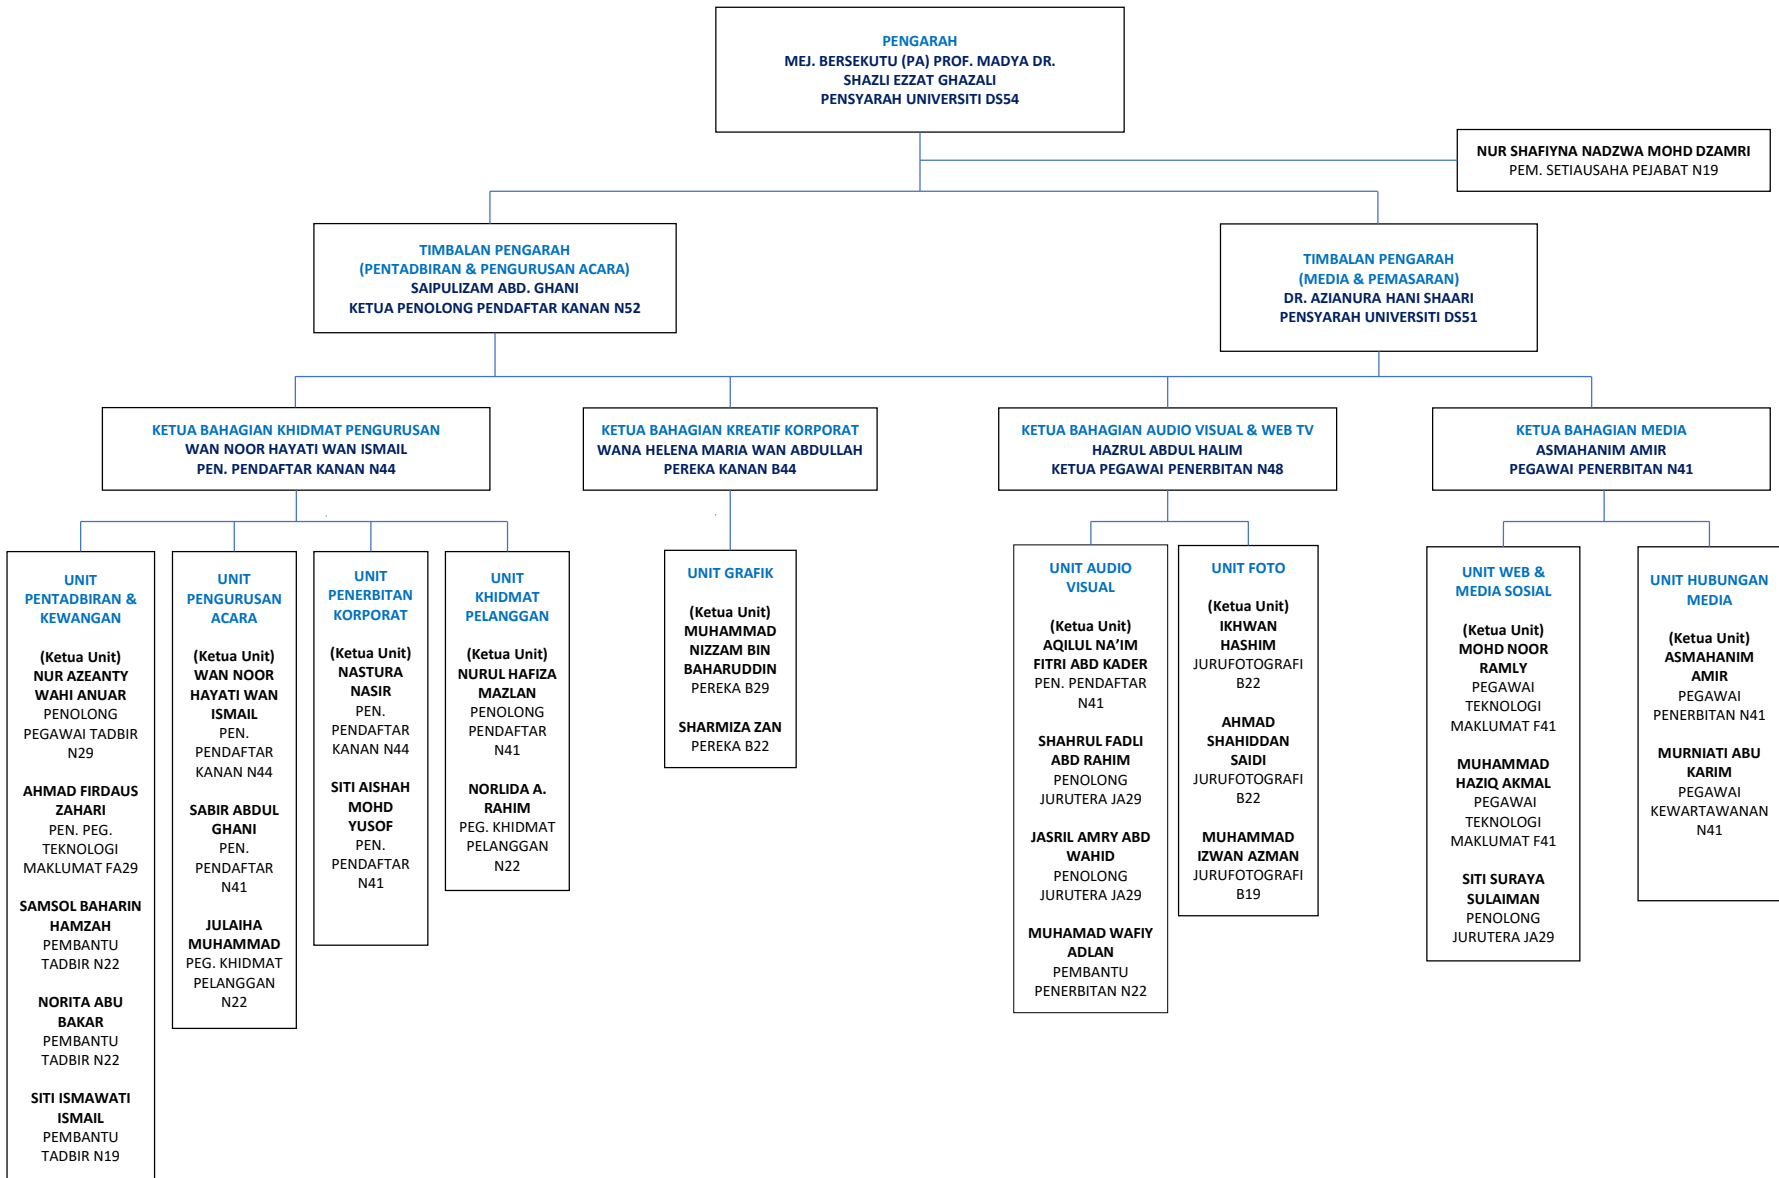 PENGARAH
MEJ. BERSEKUTU (PA) PROF. MADYA DR.
SHAZLI EZZAT GHAZALI
PENSYARAH UNIVERSITI DS54
NUR SHAFIYNA NADZWA MOHD DZAMRI
PEM. SETIAUSAHA PEJABAT N19
TIMBALAN PENGARAH
(PENTADBIRAN & PENGURUSAN ACARA)
SAIPULIZAM ABD. GHANI
KETUA PENOLONG PENDAFTAR KANAN N52
TIMBALAN PENGARAH
(MEDIA & PEMASARAN)
DR. AZIANURA HANI SHAARI
PENSYARAH UNIVERSITI DS51
KETUA BAHAGIAN KHIDMAT PENGURUSAN
WAN NOOR HAYATI WAN ISMAIL
PEN. PENDAFTAR KANAN N44
KETUA BAHAGIAN KREATIF KORPORAT
WANA HELENA MARIA WAN ABDULLAH
PEREKA KANAN B44
KETUA BAHAGIAN AUDIO VISUAL & WEB TV
HAZRUL ABDUL HALIM
KETUA PEGAWAI PENERBITAN N48
KETUA BAHAGIAN MEDIA
ASMAHANIM AMIR
PEGAWAI PENERBITAN N41
UNIT
PENTADBIRAN &
KEWANGAN
(Ketua Unit)
NUR AZEANTY
WAHI ANUAR
PENOLONG
PEGAWAI TADBIR
N29
AHMAD FIRDAUS
ZAHARI
PEN. PEG.
TEKNOLOGI
MAKLUMAT FA29
SAMSOL BAHARIN
HAMZAH
PEMBANTU
TADBIR N22
NORITA ABU
BAKAR
PEMBANTU
TADBIR N22
SITI ISMAWATI
ISMAIL
PEMBANTU
TADBIR N19
UNIT
PENGURUSAN
ACARA
(Ketua Unit)
WAN NOOR
HAYATI WAN
ISMAIL
PEN.
PENDAFTAR
KANAN N44
SABIR ABDUL
GHANI
PEN.
PENDAFTAR
N41
JULAIHA
MUHAMMAD
PEG. KHIDMAT
PELANGGAN
N22
UNIT
PENERBITAN
KORPORAT
(Ketua Unit)
NASTURA
NASIR
PEN.
PENDAFTAR
KANAN N44
SITI AISHAH
MOHD
YUSOF
PEN.
PENDAFTAR
N41
UNIT
KHIDMAT
PELANGGAN
(Ketua Unit)
NURUL HAFIZA
MAZLAN
PENOLONG
PENDAFTAR
N41
NORLIDA A.
RAHIM
PEG. KHIDMAT
PELANGGAN
N22
UNIT GRAFIK
(Ketua Unit)
MUHAMMAD
NIZZAM BIN
BAHARUDDIN
PEREKA B29
SHARMIZA ZAN
PEREKA B22
UNIT AUDIO
VISUAL
(Ketua Unit)
AQILUL NA’IM
FITRI ABD KADER
PEN. PENDAFTAR
N41
SHAHRUL FADLI
ABD RAHIM
PENOLONG
JURUTERA JA29
JASRIL AMRY ABD
WAHID
PENOLONG
JURUTERA JA29
MUHAMAD WAFIY
ADLAN
PEMBANTU
PENERBITAN N22
UNIT FOTO
(Ketua Unit)
IKHWAN
HASHIM
JURUFOTOGRAFI
B22
AHMAD
SHAHIDDAN
SAIDI
JURUFOTOGRAFI
B22
MUHAMMAD
IZWAN AZMAN
JURUFOTOGRAFI
B19
UNIT WEB &
MEDIA SOSIAL
(Ketua Unit)
MOHD NOOR
RAMLY
PEGAWAI
TEKNOLOGI
MAKLUMAT F41
MUHAMMAD
HAZIQ AKMAL
PEGAWAI
TEKNOLOGI
MAKLUMAT F41
SITI SURAYA
SULAIMAN
PENOLONG
JURUTERA JA29
UNIT HUBUNGAN
MEDIA
(Ketua Unit)
ASMAHANIM
AMIR
PEGAWAI
PENERBITAN N41
MURNIATI ABU
KARIM
PEGAWAI
KEWARTAWANAN
N41